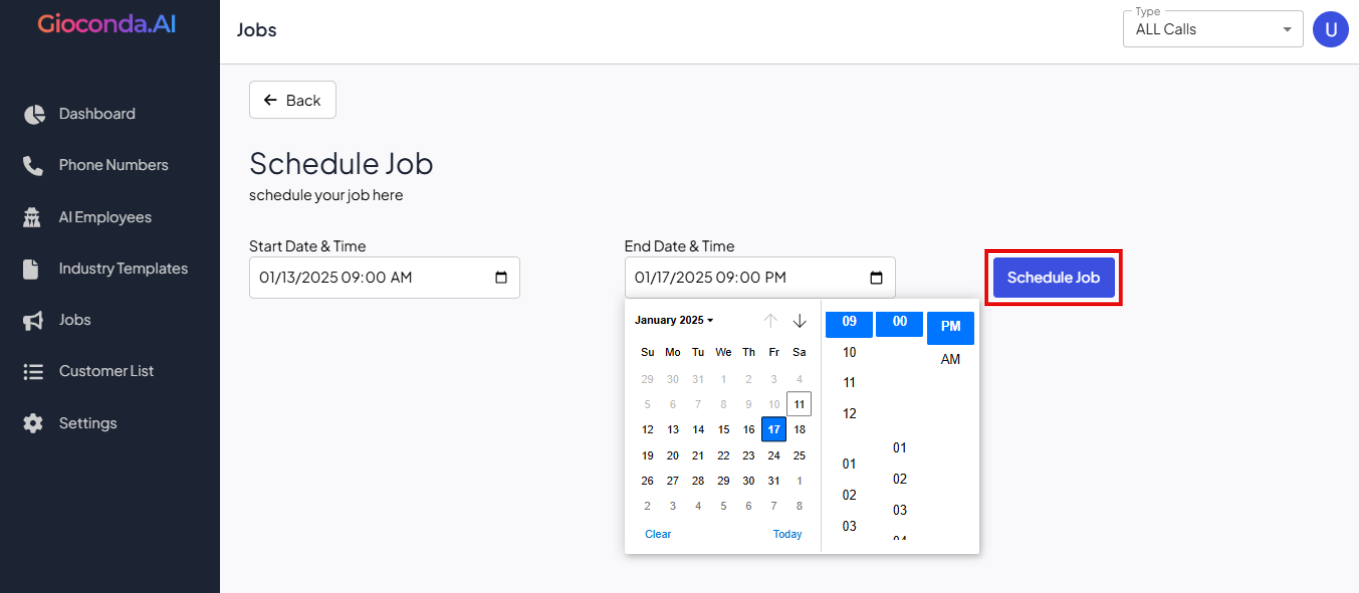 Gioconda.AI
Jobs
Type
ALL Calls
U
Dashboard
Phone Numbers
AI Employees
Industry Templates
Jobs
Customer List
Settings
Back
Schedule Job
schedule your job here
Start Date & Time
01/13/2025 09:00 AM
End Date & Time
01/17/2025 09:00 PM
Schedule Job
January 2025
Su Mo Tu We Th Fr Sa
29 30 31 1 2 3 4
5 6 7 8 9 10 11
12 13 14 15 16 17 18
19 20 21 22 23 24 25
26 27 28 29 30 31 1
2 3 4 5 6 7 8
Clear Today
09 00 PM
10 AM
11
12
01
01
02
02
03
03